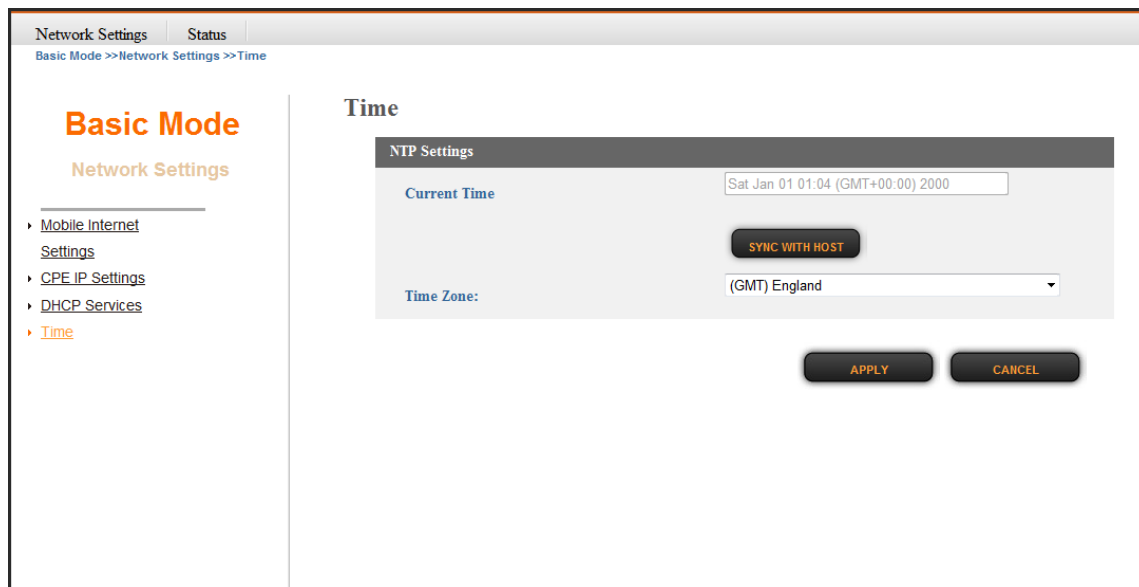 Network Settings Status
Basic Mode >>Network Settings >>Time
Basic Mode
Network Settings
Mobile Internet
Settings
CPE IP Settings
DHCP Services
Time
Time
NTP Settings
Current Time
Sat Jan 01 01:04 (GMT+00:00) 2000
SYNC WITH HOST
Time Zone:
(GMT) England
APPLY CANCEL